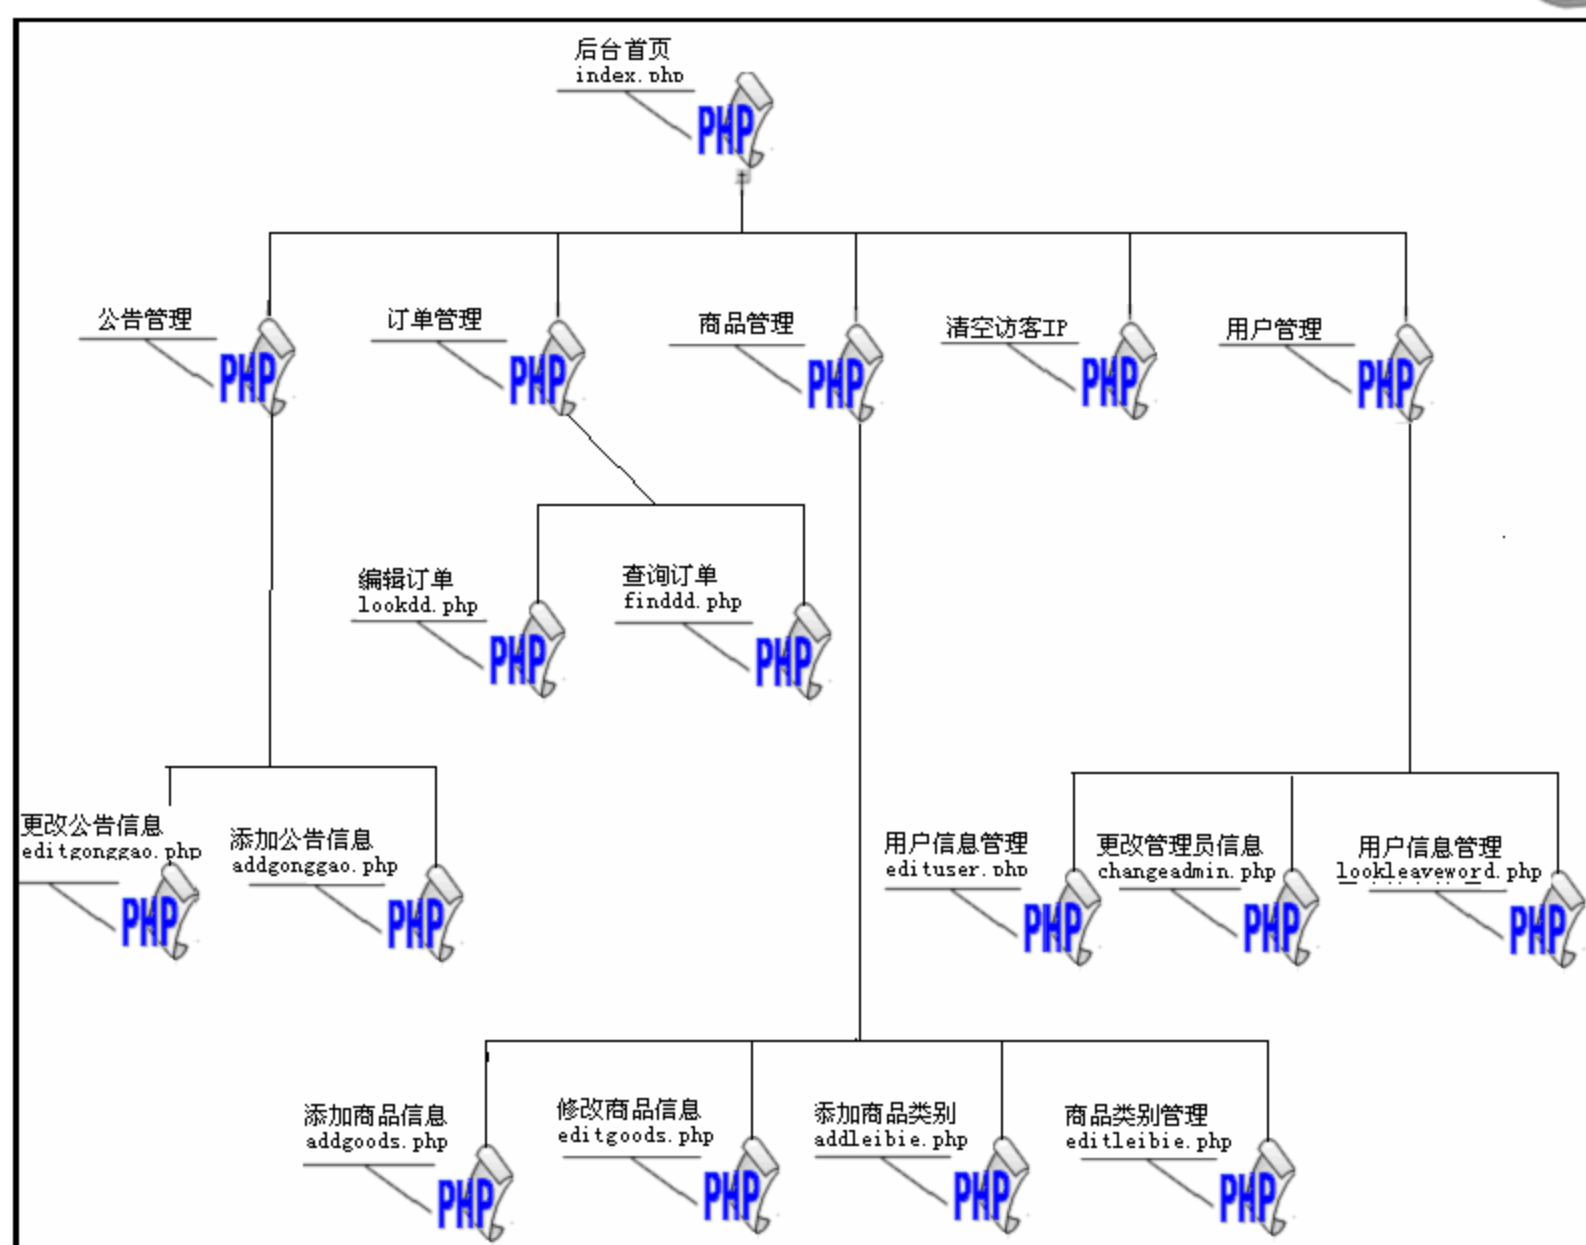 后台首页
index.php
PHP
公告管理
订单管理
商品管理
清空访客IP
用户管理
PHP
PHP
PHP
PHP
PHP
编辑订单
lookdd.php
查询订单
finddd.php
PHP
PHP
更改公告信息
editgonggao.php
添加公告信息
addgonggao.php
用户信息管理
edituser.php
更改管理员信息
changeadmin.php
用户信息管理
lookleaveword.php
PHP
PHP
PHP
PHP
PHP
添加商品信息
addgoods.php
修改商品信息
editgoods.php
添加商品类别
addleibie.php
商品类别管理
editleibie.php
PHP
PHP
PHP
PHP